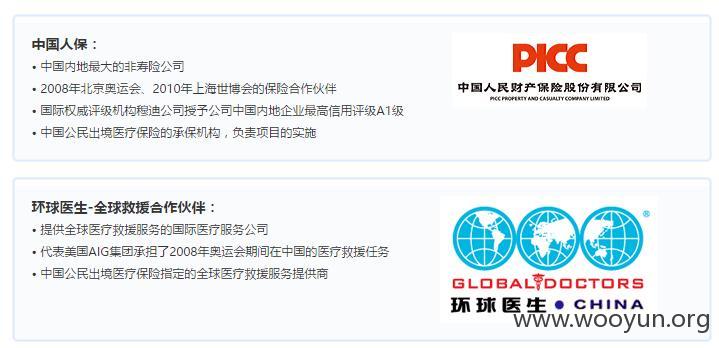 中国人保：
• 中国内地最大的非寿险公司
• 2008年北京奥运会、2010年上海世博会的保险合作伙伴
• 国际权威评级机构穆迪公司授予公司中国内地企业最高信用评级A1级
• 中国公民出境医疗保险的承保机构，负责项目的实施
PICC
中国人民财产保险股份有限公司
PICC PROPERTY AND CASUALTY COMPANY LIMITED
环球医生-全球救援合作伙伴：
• 提供全球医疗救援服务的国际医疗服务公司
• 代表美国AIG集团承担了2008年奥运会期间在中国的医疗救援任务
• 中国公民出境医疗保险指定的全球医疗救援服务提供商
®
GLOBAL DOCTORS
环球医生•CHINA
www.wooyun.org